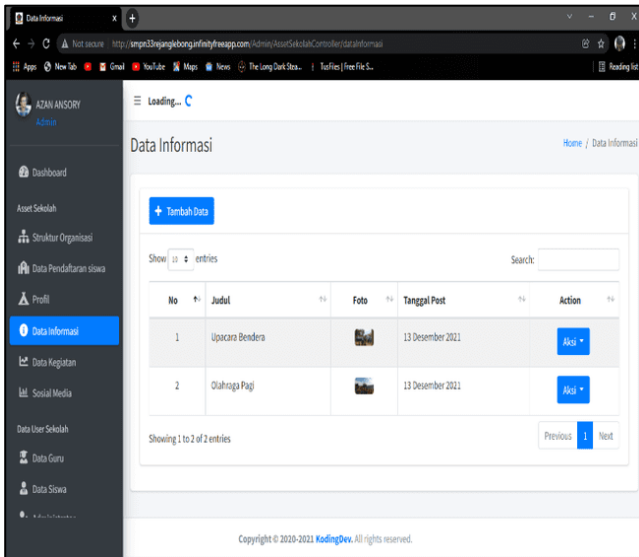 Data Informasi
Not secure | http://smpn33rejanglebong.infinityfreeapp.com/Admin/AssetSekolahController/dataInformasi
Apps New Tab Gmail YouTube Maps News The Long Dark Stea... TusFiles | Free File S... Reading list
AZAN ANSORY
Admin
Loading...
Data Informasi
Home / Data Informasi
Dashboard
Asset Sekolah
Struktur Organisasi
Data Pendaftaran siswa
Profil
Data Informasi
Data Kegiatan
Sosial Media
Data User Sekolah
Data Guru
Data Siswa
+ Tambah Data
Show 10 entries
Search:
No Judul Foto Tanggal Post Action
1 Upacara Bendera 13 Desember 2021 Aksi
2 Olahraga Pagi 13 Desember 2021 Aksi
Showing 1 to 2 of 2 entries
Previous 1 Next
Copyright © 2020-2021 KodingDev. All rights reserved.